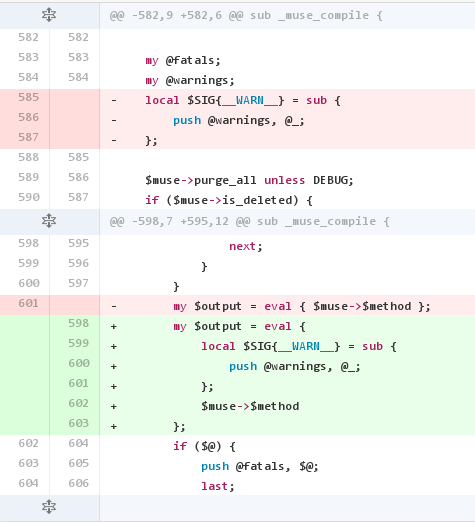 @@ -582,9 +582,6 @@ sub _muse_compile {
582 582
583 583 my @fatals;
584 584 my @warnings;
585 - local $SIG{__WARN__} = sub {
586 - push @warnings, @_;
587 - };
588 585
589 586 $muse->purge_all unless DEBUG;
590 587 if ($muse->is_deleted) {
@@ -598,7 +595,12 @@ sub _muse_compile {
598 595 next;
599 596 }
600 597 }
601 - my $output = eval { $muse->$method };
598 + my $output = eval {
599 + local $SIG{__WARN__} = sub {
600 + push @warnings, @_;
601 + };
602 + $muse->$method
603 + };
602 604 if ($@) {
603 605 push @fatals, $@;
604 606 last;